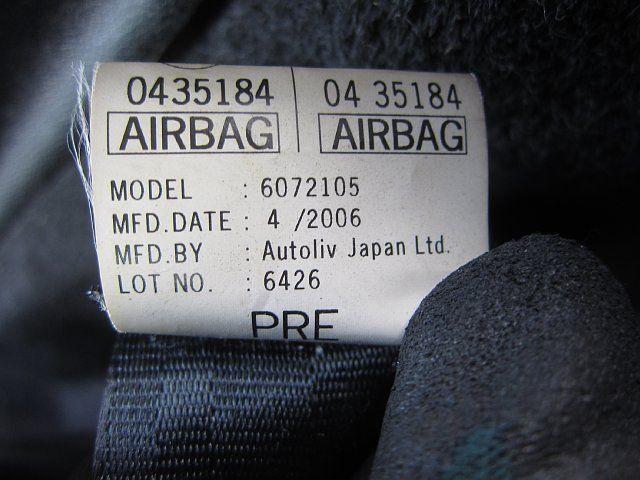 0435184 04 35184
AIRBAG AIRBAG
MODEL : 6072105
MFD.DATE : 4 /2006
MFD.BY : Autoliv Japan Ltd.
LOT NO. : 6426
PRE